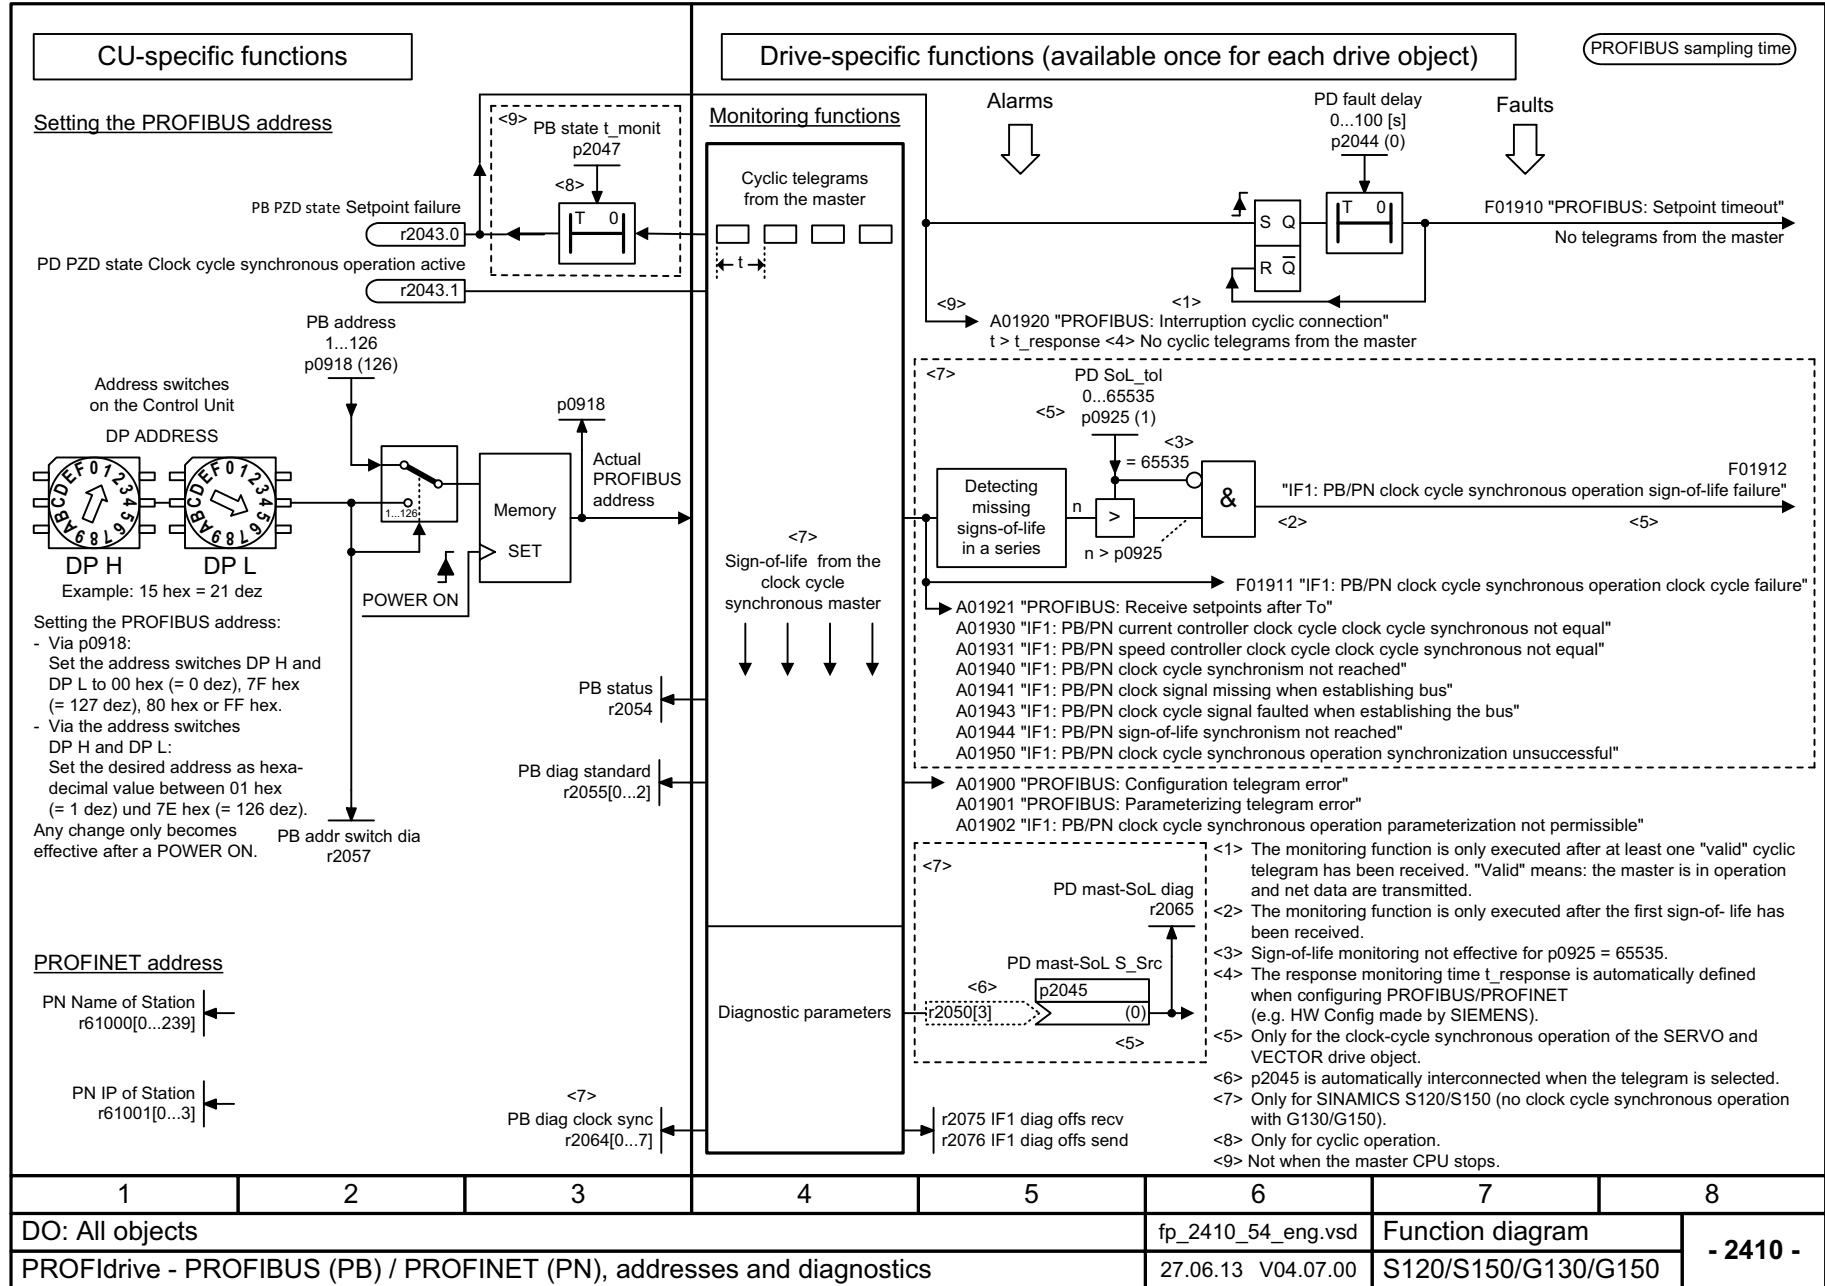 CU-specific functions
Drive-specific functions (available once for each drive object)
PROFIBUS sampling time
Setting the PROFIBUS address
<9>
PB state t_monit
p2047
<8>
T 0
PB PZD state Setpoint failure
r2043.0
PD PZD state Clock cycle synchronous operation active
r2043.1
PB address
1...126
p0918 (126)
Address switches
on the Control Unit
DP ADDRESS
0 1 2 3 4 5 6 7 8 9 A B C D E F
0 1 2 3 4 5 6 7 8 9 A B C D E F
DP H
DP L
Example: 15 hex = 21 dez
1...126
p0918
Actual
PROFIBUS
address
Memory
SET
POWER ON
Setting the PROFIBUS address:
- Via p0918:
Set the address switches DP H and
DP L to 00 hex (= 0 dez), 7F hex
(= 127 dez), 80 hex or FF hex.
- Via the address switches
DP H and DP L:
Set the desired address as hexa-
decimal value between 01 hex
(= 1 dez) und 7E hex (= 126 dez).
Any change only becomes
effective after a POWER ON.
PB addr switch dia
r2057
PB status
r2054
PB diag standard
r2055[0...2]
PROFINET address
PN Name of Station
r61000[0...239]
PN IP of Station
r61001[0...3]
<7>
PB diag clock sync
r2064[0...7]
Monitoring functions
Cyclic telegrams
from the master
t
<7>
Sign-of-life from the
clock cycle
synchronous master
Diagnostic parameters
Alarms
PD fault delay
0...100 [s]
p2044 (0)
Faults
S Q
R Q̅
T 0
F01910 "PROFIBUS: Setpoint timeout"
No telegrams from the master
<9>
<1>
A01920 "PROFIBUS: Interruption cyclic connection"
t > t_response <4> No cyclic telegrams from the master
<7>
PD SoL_tol
0...65535
<5>
p0925 (1)
<3>
= 65535
Detecting
missing
signs-of-life
in a series
n
>
&
n > p0925
F01912
"IF1: PB/PN clock cycle synchronous operation sign-of-life failure"
<2>
<5>
F01911 "IF1: PB/PN clock cycle synchronous operation clock cycle failure"
A01921 "PROFIBUS: Receive setpoints after To"
A01930 "IF1: PB/PN current controller clock cycle clock cycle synchronous not equal"
A01931 "IF1: PB/PN speed controller clock cycle clock cycle synchronous not equal"
A01940 "IF1: PB/PN clock cycle synchronism not reached"
A01941 "IF1: PB/PN clock signal missing when establishing bus"
A01943 "IF1: PB/PN clock cycle signal faulted when establishing the bus"
A01944 "IF1: PB/PN sign-of-life synchronism not reached"
A01950 "IF1: PB/PN clock cycle synchronous operation synchronization unsuccessful"
A01900 "PROFIBUS: Configuration telegram error"
A01901 "PROFIBUS: Parameterizing telegram error"
A01902 "IF1: PB/PN clock cycle synchronous operation parameterization not permissible"
<7>
PD mast-SoL diag
r2065
PD mast-SoL S_Src
<6>
p2045
r2050[3]
(0)
<5>
r2075 IF1 diag offs recv
r2076 IF1 diag offs send
<1> The monitoring function is only executed after at least one "valid" cyclic
telegram has been received. "Valid" means: the master is in operation
and net data are transmitted.
<2> The monitoring function is only executed after the first sign-of- life has
been received.
<3> Sign-of-life monitoring not effective for p0925 = 65535.
<4> The response monitoring time t_response is automatically defined
when configuring PROFIBUS/PROFINET
(e.g. HW Config made by SIEMENS).
<5> Only for the clock-cycle synchronous operation of the SERVO and
VECTOR drive object.
<6> p2045 is automatically interconnected when the telegram is selected.
<7> Only for SINAMICS S120/S150 (no clock cycle synchronous operation
with G130/G150).
<8> Only for cyclic operation.
<9> Not when the master CPU stops.
1 2 3 4 5 6 7 8
DO: All objects
fp_2410_54_eng.vsd
Function diagram
- 2410 -
PROFIdrive - PROFIBUS (PB) / PROFINET (PN), addresses and diagnostics
27.06.13 V04.07.00
S120/S150/G130/G150